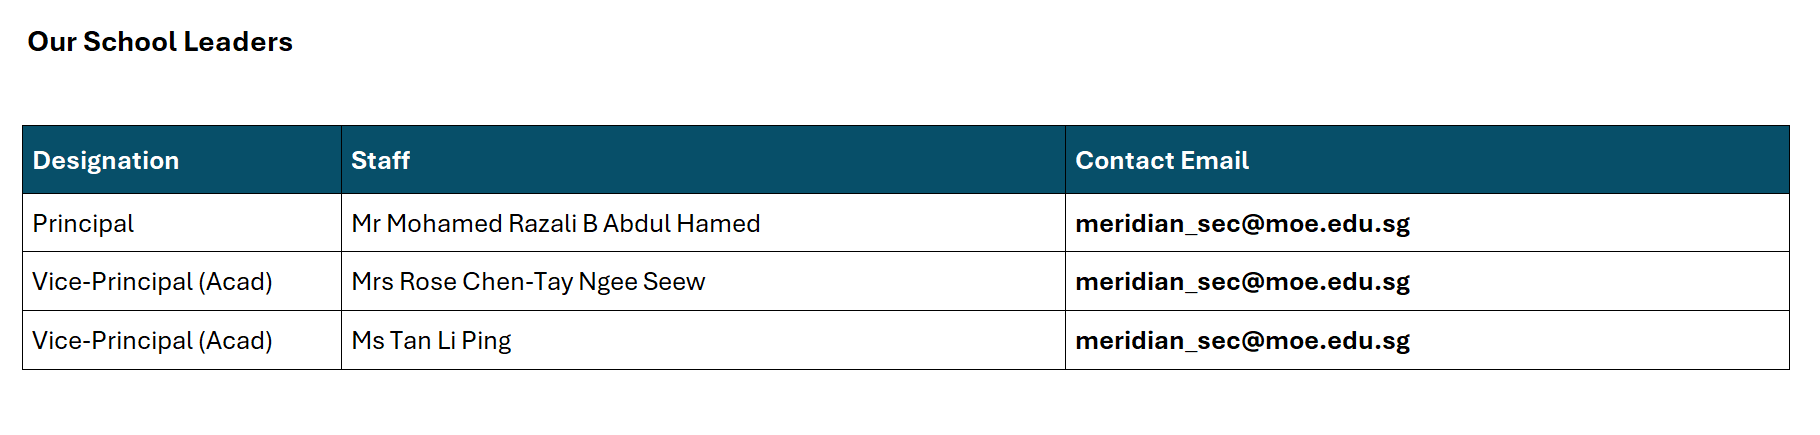 Our School Leaders
Designation Staff Contact Email
Principal Mr Mohamed Razali B Abdul Hamed meridian_sec@moe.edu.sg
Vice-Principal (Acad) Mrs Rose Chen-Tay Ngee Seew meridian_sec@moe.edu.sg
Vice-Principal (Acad) Ms Tan Li Ping meridian_sec@moe.edu.sg